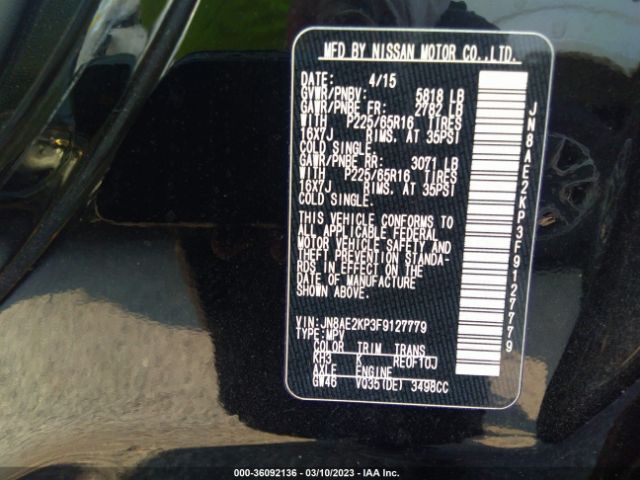 MFD BY NISSAN MOTOR CO.,LTD.
DATE: 4/15
GVWR/PNBV: 5818 LB
GAWR/PNBE FR: 2782 LB
WITH P225/65R16 TIRES
16X7J RIMS. AT 35PSI
COLD SINGLE.
GAWR/PNBE RR: 3071 LB
WITH P225/65R16 TIRES
16X7J RIMS. AT 35PSI
COLD SINGLE.
THIS VEHICLE CONFORMS TO
ALL APPLICABLE FEDERAL
MOTOR VEHICLE SAFETY AND
THEFT PREVENTION STANDA-
RDS IN EFFECT ON THE
DATE OF MANUFACTURE
SHOWN ABOVE.
VIN:JN8AE2KP3F9127779
TYPE:MPV
COLOR TRIM TRANS
KH3 K RE0F10J
AXLE ENGINE
GW46 VQ35(DE) 3498CC
JN8AE2KP3F9127779
000-36092136 - 03/10/2023 - IAA Inc.